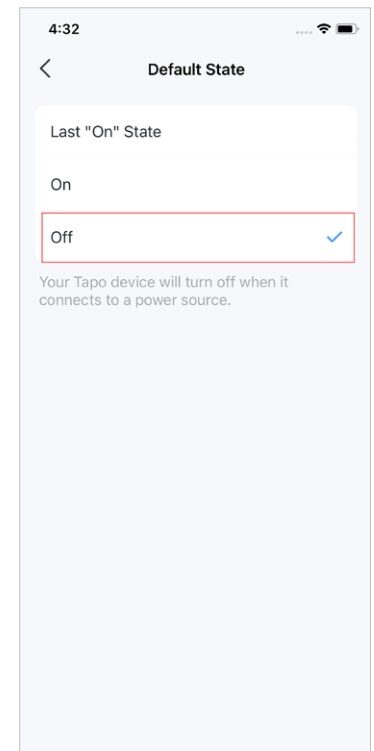 4:32
Default State
Last "On" State
On
Off
Your Tapo device will turn off when it
connects to a power source.